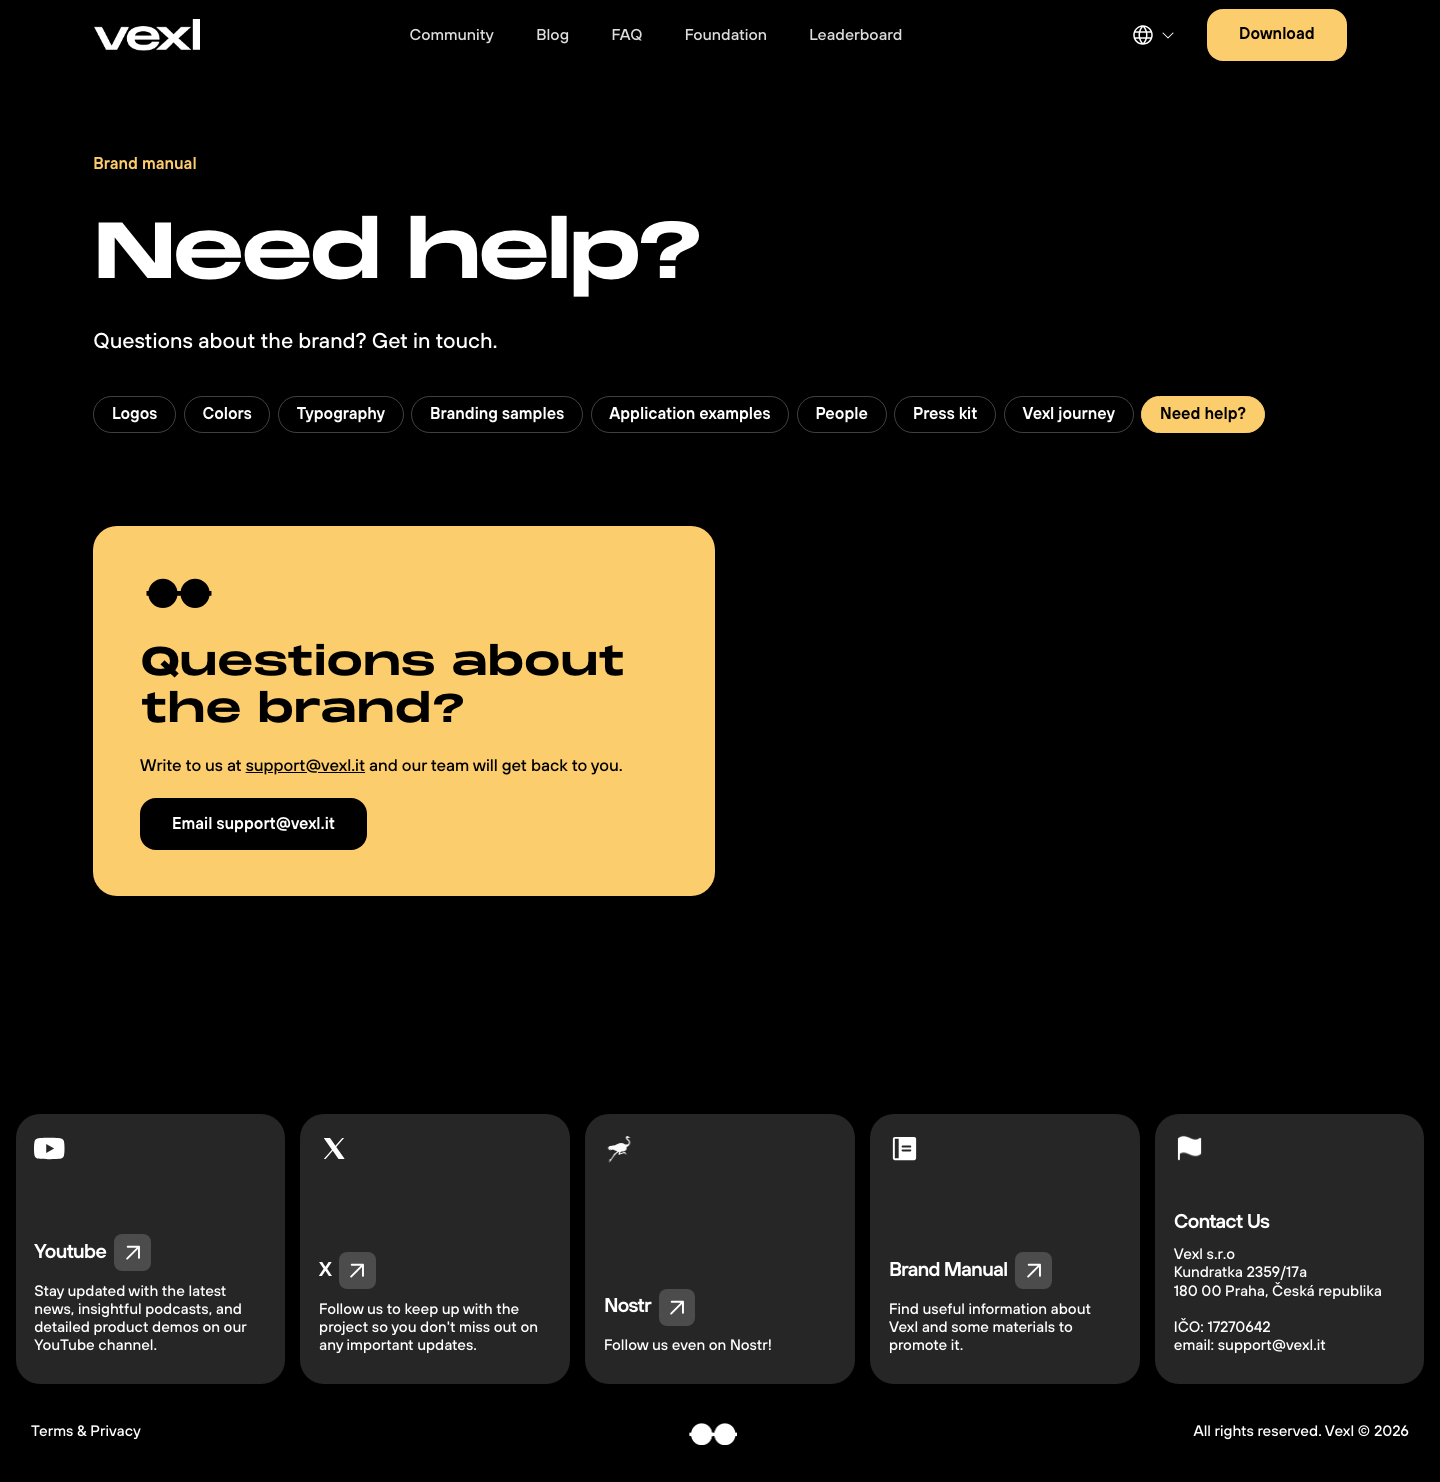 vexl
Community
Blog
FAQ
Foundation
Leaderboard
Download
Brand manual
Need help?
Questions about the brand? Get in touch.
Logos
Colors
Typography
Branding samples
Application examples
People
Press kit
Vexl journey
Need help?
Questions about
the brand?
Write to us at support@vexl.it and our team will get back to you.
Email support@vexl.it
Youtube
Stay updated with the latest
news, insightful podcasts, and
detailed product demos on our
YouTube channel.
X
Follow us to keep up with the
project so you don't miss out on
any important updates.
Nostr
Follow us even on Nostr!
Brand Manual
Find useful information about
Vexl and some materials to
promote it.
Contact Us
Vexl s.r.o
Kundratka 2359/17a
180 00 Praha, Česká republika
IČO: 17270642
email: support@vexl.it
Terms & Privacy
All rights reserved. Vexl © 2026